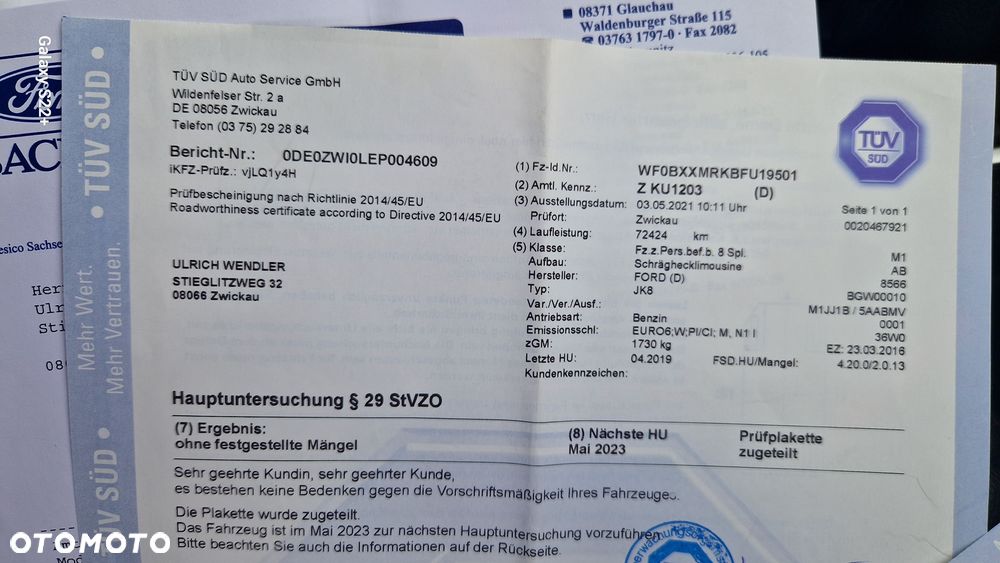 08371 Glauchau
Waldenburger Straße 115
03763 1797-0 · Fax 2082
Galaxy S22+
TÜV SÜD
Mehr Wert.
Mehr Vertrauen.
TÜV SÜD
TÜV SÜD Auto Service GmbH
Wildenfelser Str. 2 a
DE 08056 Zwickau
Telefon (03 75) 29 28 84
Bericht-Nr.: 0DE0ZWI0LEP004609
iKFZ-Prüfz.: vjLQ1y4H
Prüfbescheinigung nach Richtlinie 2014/45/EU
Roadworthiness certificate according to Directive 2014/45/EU
ULRICH WENDLER
STIEGLITZWEG 32
08066 Zwickau
TÜV
SÜD
Seite 1 von 1
0020467921
(1) Fz-Id.Nr.: WF0BXXMRKBFU19501
(2) Amtl. Kennz.: Z KU1203 (D)
(3) Ausstellungsdatum: 03.05.2021 10:11 Uhr
Prüfort: Zwickau
(4) Laufleistung: 72424 km
(5) Klasse: Fz.z.Pers.bef.b. 8 Spl. M1
Aufbau: Schräghecklimousine AB
Hersteller: FORD (D) 8566
Typ: JK8 BGW00010
Var./Ver./Ausf.: M1JJ1B / 5AABMV
Antriebsart: Benzin 0001
Emissionsschl: EURO6;W;PI/CI; M, N1 I 36W0
zGM: 1730 kg EZ: 23.03.2016
Letzte HU: 04.2019 FSD.HU/Mangel: 4.20.0/2.0.13
Kundenkennzeichen:
Hauptuntersuchung § 29 StVZO
(7) Ergebnis: (8) Nächste HU Prüfplakette
ohne festgestellte Mängel Mai 2023 zugeteilt
Sehr geehrte Kundin, sehr geehrter Kunde,
es bestehen keine Bedenken gegen die Vorschriftsmäßigkeit Ihres Fahrzeuges.
Die Plakette wurde zugeteilt.
Das Fahrzeug ist im Mai 2023 zur nächsten Hauptuntersuchung vorzuführen.
Bitte beachten Sie auch die Informationen auf der Rückseite.
OTOMOTO